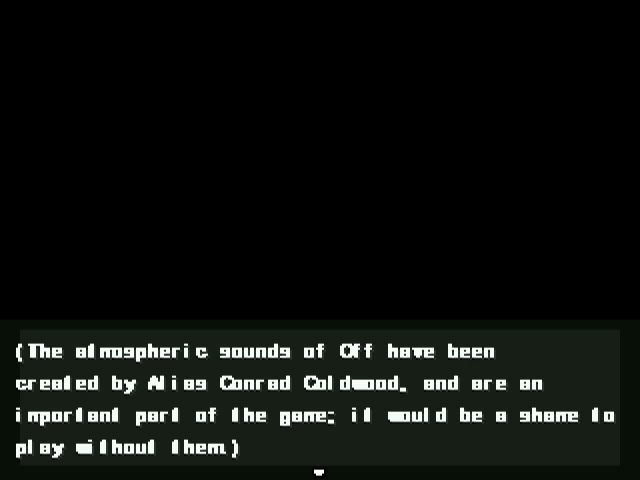 (The atmospheric sounds of Off have been
created by Alias Conrad Coldwood, and are an
important part of the game; it would be a shame to
play without them)